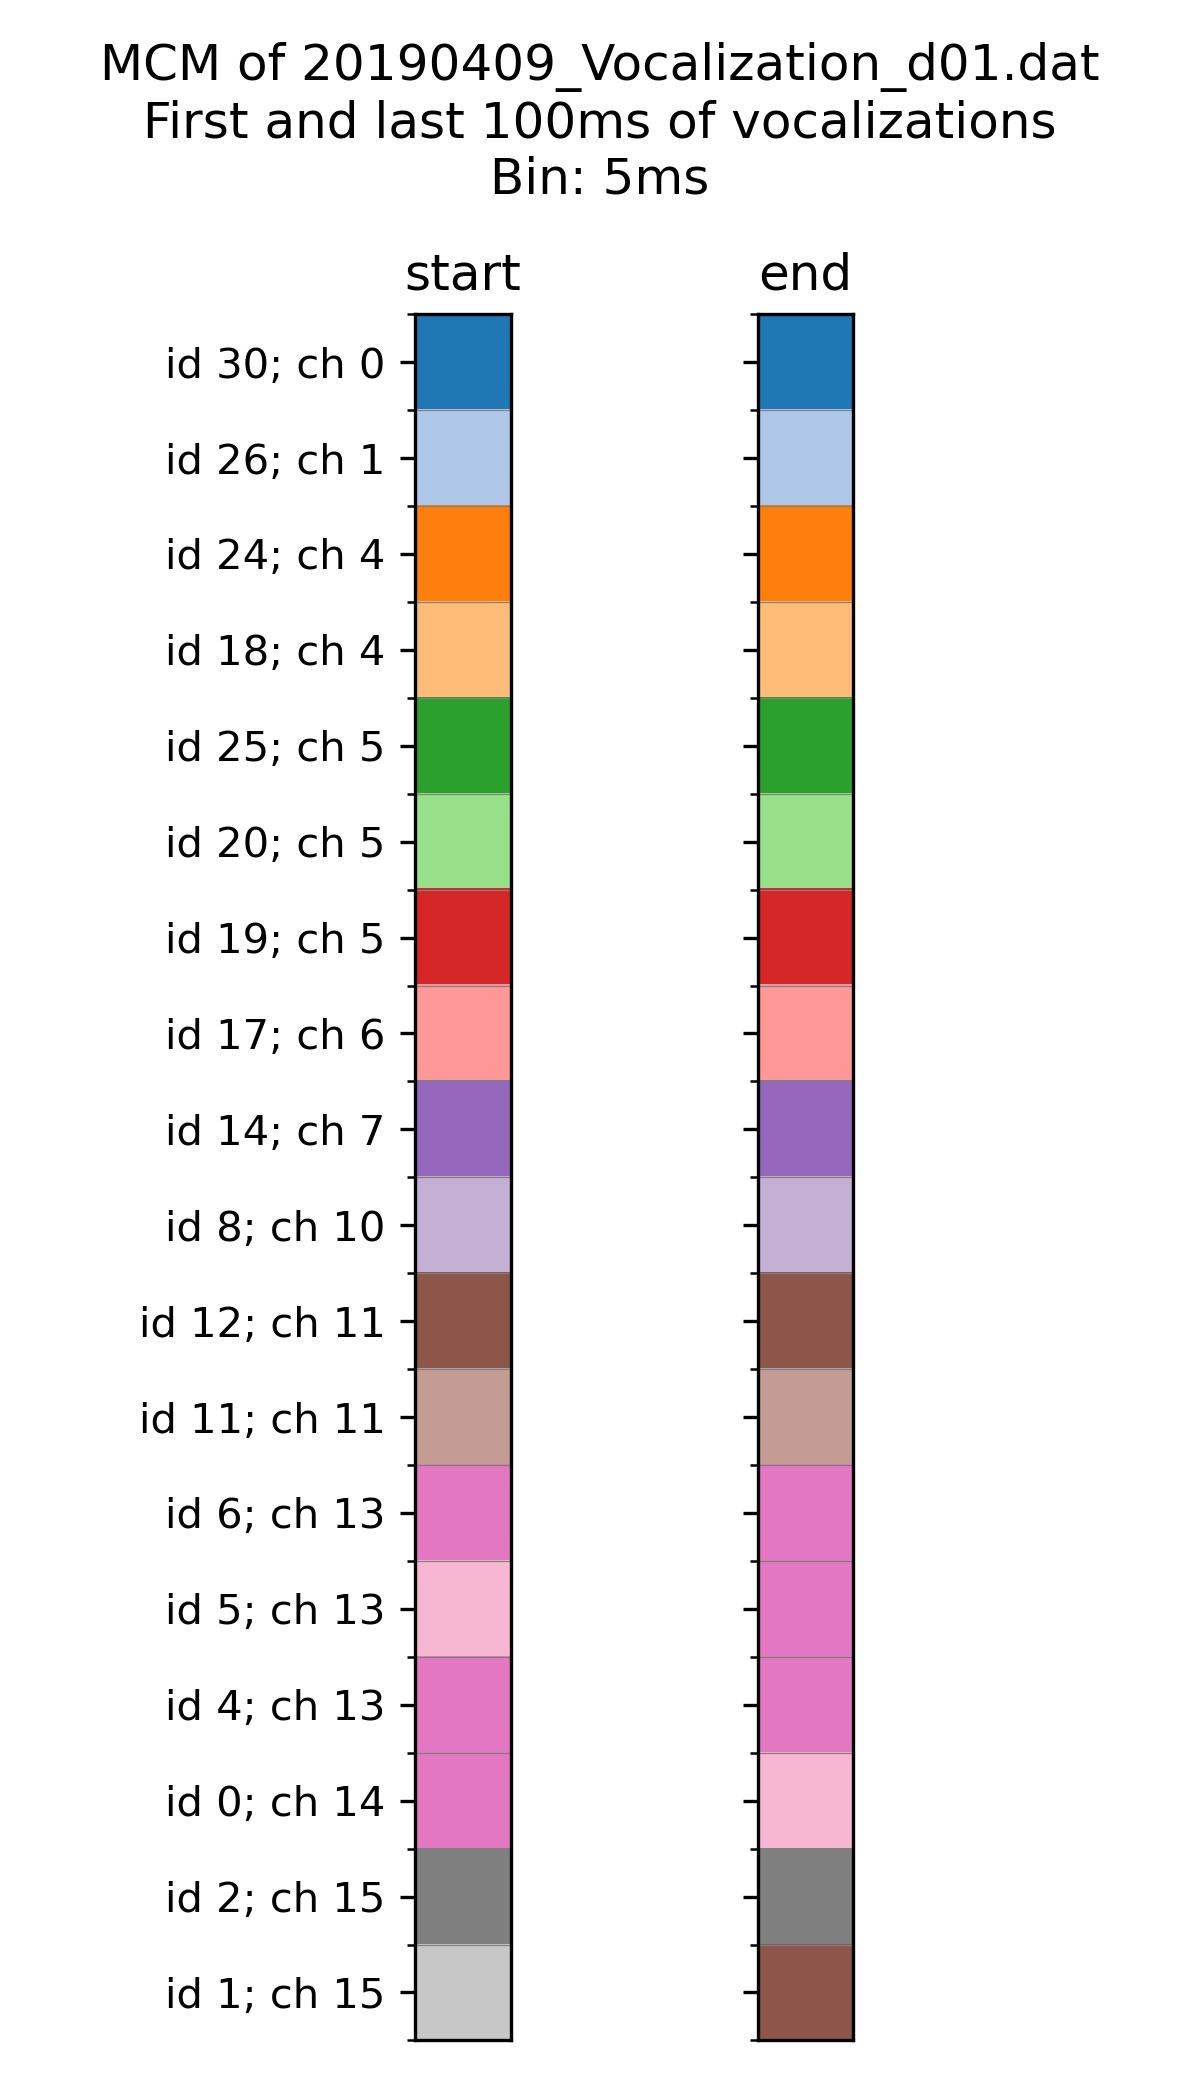 MCM of 20190409_Vocalization_d01.dat
First and last 100ms of vocalizations
Bin: 5ms
start end
id 30; ch 0
id 26; ch 1
id 24; ch 4
id 18; ch 4
id 25; ch 5
id 20; ch 5
id 19; ch 5
id 17; ch 6
id 14; ch 7
id 8; ch 10
id 12; ch 11
id 11; ch 11
id 6; ch 13
id 5; ch 13
id 4; ch 13
id 0; ch 14
id 2; ch 15
id 1; ch 15